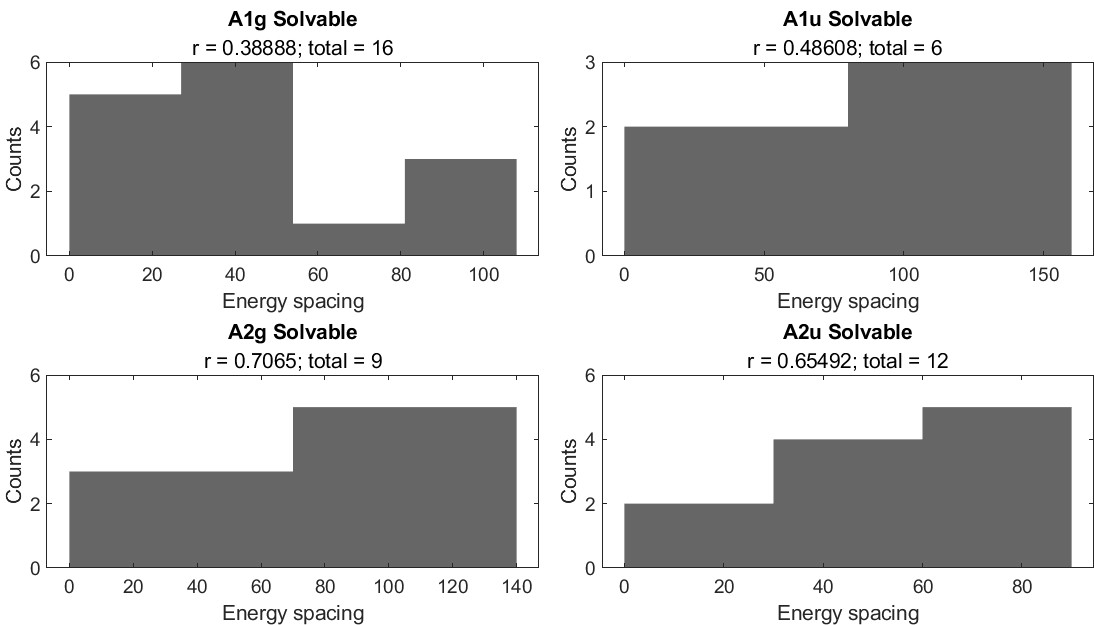 A1g Solvable
r = 0.38888; total = 16
6
4
2
0
Counts
0 20 40 60 80 100
Energy spacing
A1u Solvable
r = 0.48608; total = 6
3
2
1
0
Counts
0 50 100 150
Energy spacing
A2g Solvable
r = 0.7065; total = 9
6
4
2
0
Counts
0 20 40 60 80 100 120 140
Energy spacing
A2u Solvable
r = 0.65492; total = 12
6
4
2
0
Counts
0 20 40 60 80
Energy spacing